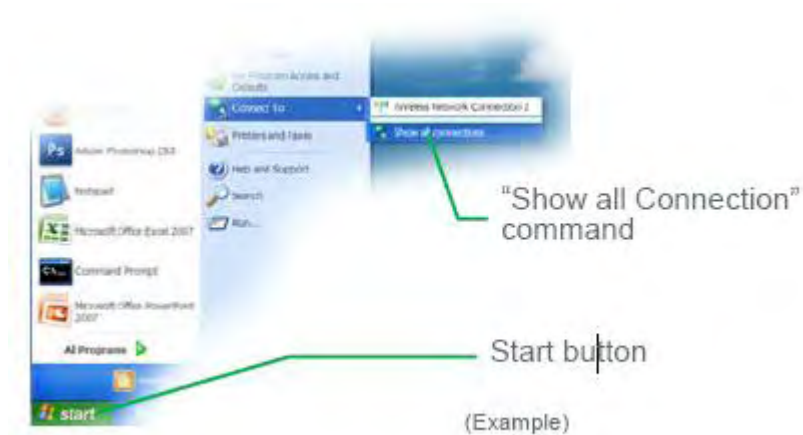 Set Program Access and
Defaults
Connect To
Wireless Network Connection 2
Printers and Faxes
Show all connections
Help and Support
Search
Run...
Ps Adobe Photoshop CS3
Notepad
Microsoft Office Excel 2007
C:\_ Command Prompt
Microsoft Office PowerPoint
2007
All Programs
start
"Show all Connection"
command
Start button
(Example)